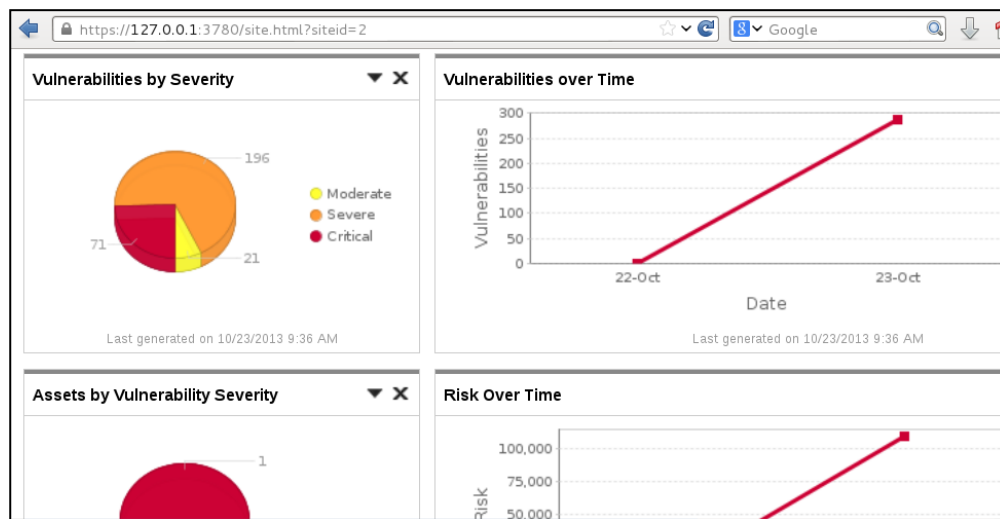 https://127.0.0.1:3780/site.html?siteid=2
8 Google
Vulnerabilities by Severity
196
71
21
Moderate
Severe
Critical
Last generated on 10/23/2013 9:36 AM
Vulnerabilities over Time
300
250
200
150
100
50
0
Vulnerabilities
22-Oct
23-Oct
Date
Last generated on 10/23/2013 9:36 AM
Assets by Vulnerability Severity
1
Risk Over Time
100,000
75,000
50,000
Risk